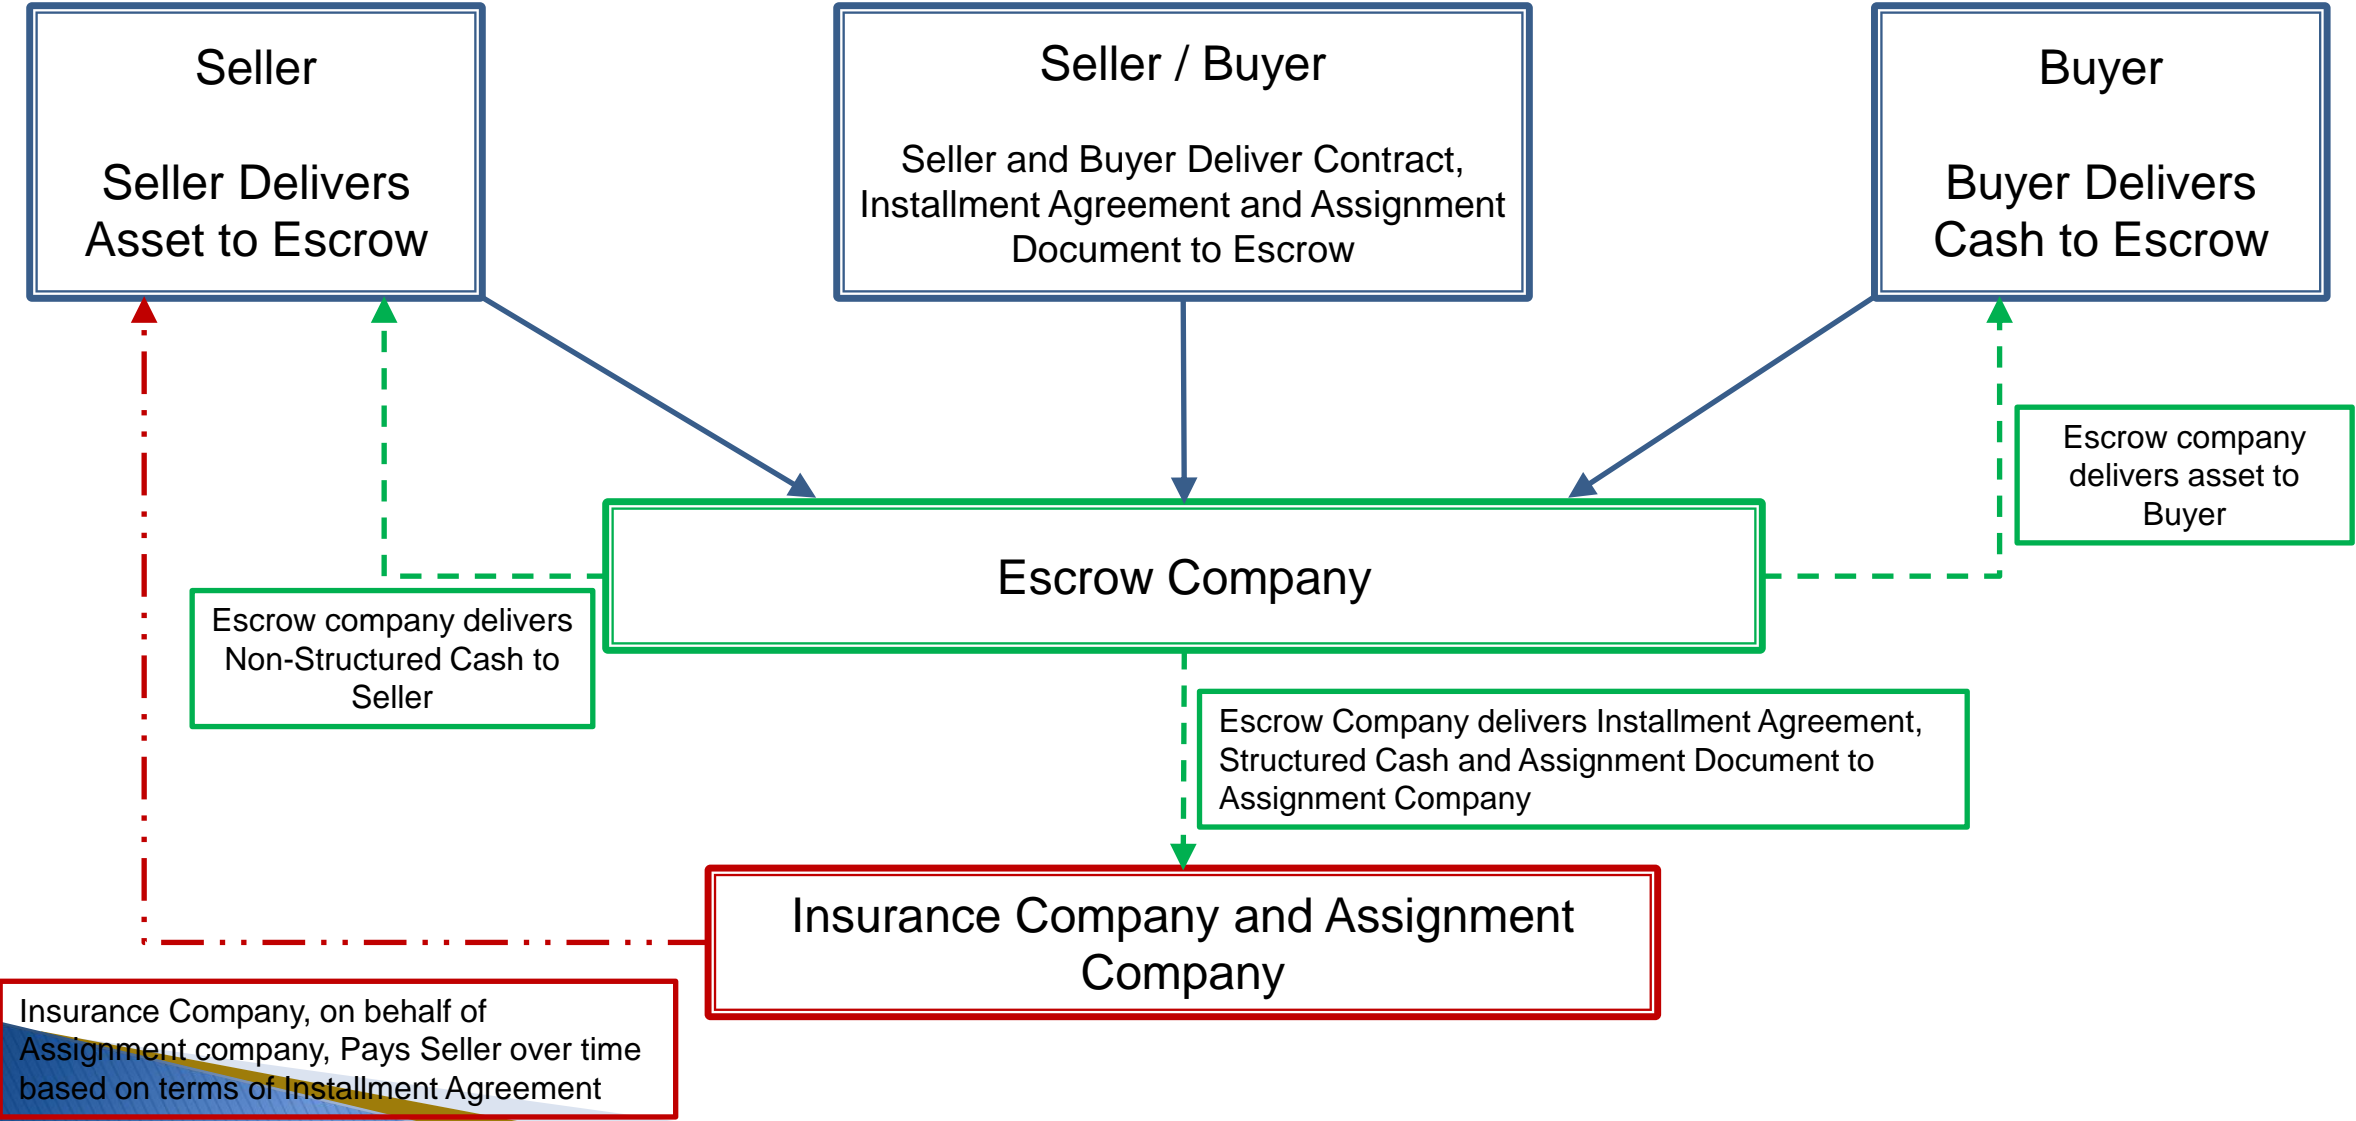 Seller
Seller Delivers
Asset to Escrow
Seller / Buyer
Seller and Buyer Deliver Contract,
Installment Agreement and Assignment
Document to Escrow
Buyer
Buyer Delivers
Cash to Escrow
Escrow company
delivers asset to
Buyer
Escrow Company
Escrow company delivers
Non-Structured Cash to
Seller
Escrow Company delivers Installment Agreement,
Structured Cash and Assignment Document to
Assignment Company
Insurance Company and Assignment
Company
Insurance Company, on behalf of
Assignment company, Pays Seller over time
based on terms of Installment Agreement